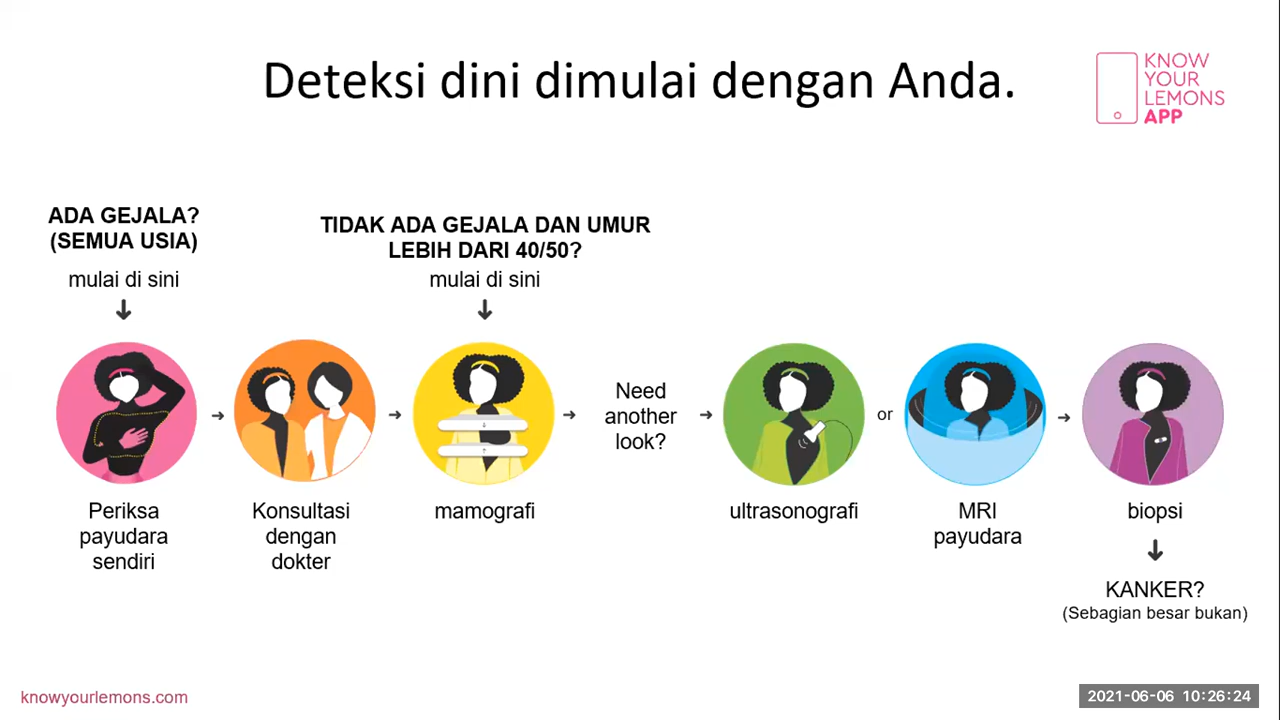 Deteksi dini dimulai dengan Anda.
KNOW
YOUR
LEMONS
APP
ADA GEJALA?
(SEMUA USIA)
mulai di sini
TIDAK ADA GEJALA DAN UMUR
LEBIH DARI 40/50?
mulai di sini
Periksa
payudara
sendiri
Konsultasi
dengan
dokter
mamografi
Need
another
look?
ultrasonografi
or
MRI
payudara
biopsi
KANKER?
(Sebagian besar bukan)
knowyourlemons.com
2021-06-06 10:26:24